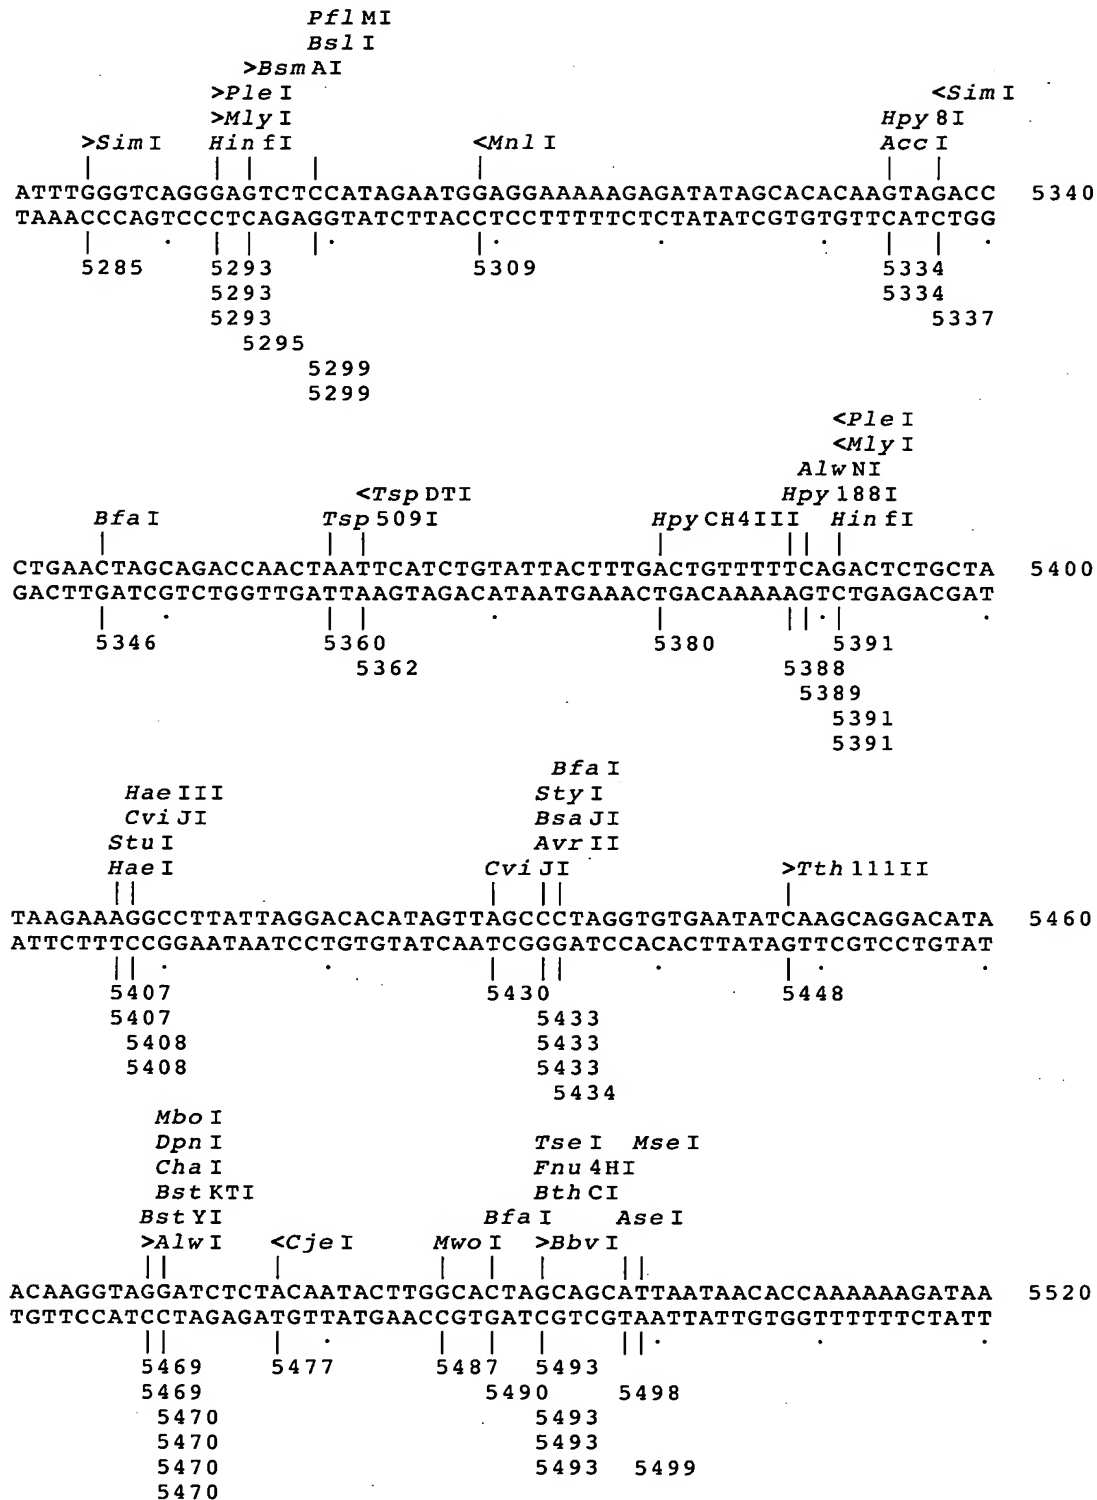 PflMI
BslI
>BsmAI
>PleI
<SimI
>MlyI
Hpy8I
>SimI HinfI <MnlI AccI
ATTTGGGTCAGGGAGTCTCCATAGAATGGAGGAAAAAGAGATATAGCACACAAGTAGACC 5340
TAAACCCAGTCCCTCAGAGGTATCTTACCTCCTTTTTCTCTATATCGTGTGTTCATCTGG
5285 5293 5309 5334
5293 5334
5293 5337
5295
5299
5299
<PleI
<MlyI
AlwNI
<TspDTI Hpy188I
BfaI Tsp509I HpyCH4III HinfI
CTGAACTAGCAGACCAACTAATTCATCTGTATTACTTTGACTGTTTTTCAGACTCTGCTA 5400
GACTTGATCGTCTGGTTGATTAAGTAGACATAATGAAACTGACAAAAAGTCTGAGACGAT
5346 5360 5380 5391
5362 5388
5389
5391
5391
BfaI
HaeIII StyI
CviJI BsaJI
StuI AvrII
HaeI CviJI >Tth111II
TAAGAAAGGCCTTATTAGGACACATAGTTAGCCCTAGGTGTGAATATCAAGCAGGACATA 5460
ATTCTTTCCGGAATAATCCTGTGTATCAATCGGGATCCACACTTATAGTTCGTCCTGTAT
5407 5430 5448
5407 5433
5408 5433
5408 5433
5434
MboI
DpnI TseI MseI
ChaI Fnu4HI
BstKTI BthCI
BstYI BfaI AseI
>AlwI <CjeI MwoI >BbvI
ACAAGGTAGGATCTCTACAATACTTGGCACTAGCAGCATTAATAACACCAAAAAAGATAA 5520
TGTTCCATCCTAGAGATGTTATGAACCGTGATCGTCGTAATTATTGTGGTTTTTTCTATT
5469 5477 5487 5493
5469 5490 5498
5470 5493
5470 5493
5470 5493 5499
5470